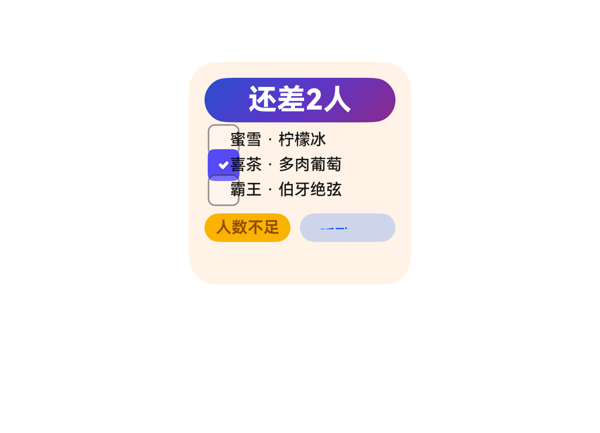 还差2人
蜜雪 · 柠檬冰
喜茶 · 多肉葡萄
霸王 · 伯牙绝弦
人数不足